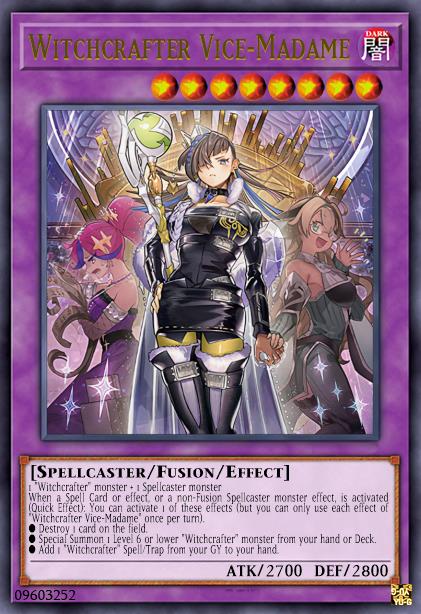 WITCHCRAFTER VICE-MADAME
DARK
闇
[SPELLCASTER/FUSION/EFFECT]
1 "Witchcrafter" monster + 1 Spellcaster monster
When a Spell Card or effect, or a non-Fusion Spellcaster monster effect, is activated
(Quick Effect): You can activate 1 of these effects (but you can only use each effect of
"Witchcrafter Vice-Madame" once per turn).
● Destroy 1 card on the field.
● Special Summon 1 Level 6 or lower "Witchcrafter" monster from your hand or Deck.
● Add 1 "Witchcrafter" Spell/Trap from your GY to your hand.
ATK/2700 DEF/2800
09603252